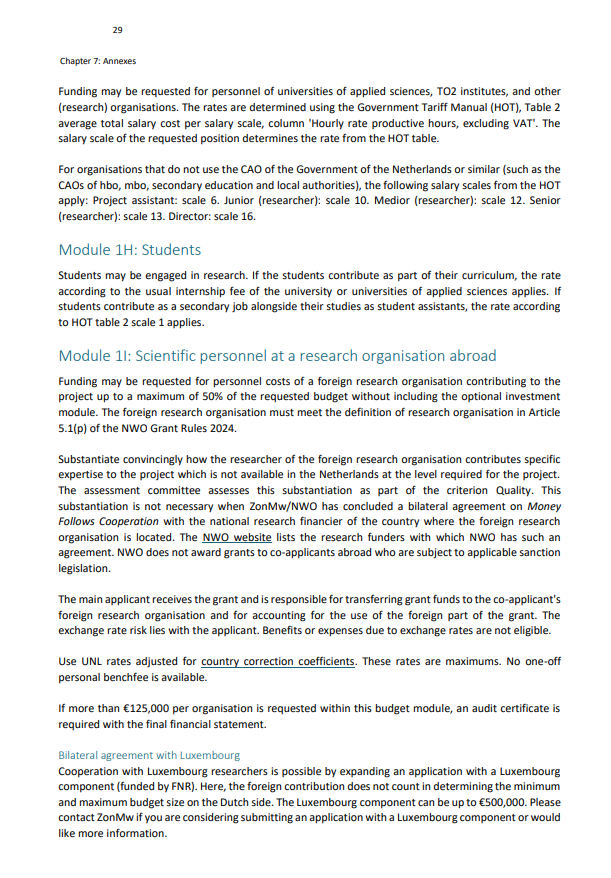 29
Chapter 7: Annexes
Funding may be requested for personnel of universities of applied sciences, TO2 institutes, and other
(research) organisations. The rates are determined using the Government Tariff Manual (HOT), Table 2
average total salary cost per salary scale, column 'Hourly rate productive hours, excluding VAT'. The
salary scale of the requested position determines the rate from the HOT table.
For organisations that do not use the CAO of the Government of the Netherlands or similar (such as the
CAOs of hbo, mbo, secondary education and local authorities), the following salary scales from the HOT
apply: Project assistant: scale 6. Junior (researcher): scale 10. Medior (researcher): scale 12. Senior
(researcher): scale 13. Director: scale 16.
Module 1H: Students
Students may be engaged in research. If the students contribute as part of their curriculum, the rate
according to the usual internship fee of the university or universities of applied sciences applies. If
students contribute as a secondary job alongside their studies as student assistants, the rate according
to HOT table 2 scale 1 applies.
Module 1I: Scientific personnel at a research organisation abroad
Funding may be requested for personnel costs of a foreign research organisation contributing to the
project up to a maximum of 50% of the requested budget without including the optional investment
module. The foreign research organisation must meet the definition of research organisation in Article
5.1(p) of the NWO Grant Rules 2024.
Substantiate convincingly how the researcher of the foreign research organisation contributes specific
expertise to the project which is not available in the Netherlands at the level required for the project.
The assessment committee assesses this substantiation as part of the criterion Quality. This
substantiation is not necessary when ZonMw/NWO has concluded a bilateral agreement on Money
Follows Cooperation with the national research financier of the country where the foreign research
organisation is located. The NWO website lists the research funders with which NWO has such an
agreement. NWO does not award grants to co-applicants abroad who are subject to applicable sanction
legislation.
The main applicant receives the grant and is responsible for transferring grant funds to the co-applicant's
foreign research organisation and for accounting for the use of the foreign part of the grant. The
exchange rate risk lies with the applicant. Benefits or expenses due to exchange rates are not eligible.
Use UNL rates adjusted for country correction coefficients. These rates are maximums. No one-off
personal benchfee is available.
If more than €125,000 per organisation is requested within this budget module, an audit certificate is
required with the final financial statement.
Bilateral agreement with Luxembourg
Cooperation with Luxembourg researchers is possible by expanding an application with a Luxembourg
component (funded by FNR). Here, the foreign contribution does not count in determining the minimum
and maximum budget size on the Dutch side. The Luxembourg component can be up to €500,000. Please
contact ZonMw if you are considering submitting an application with a Luxembourg component or would
like more information.